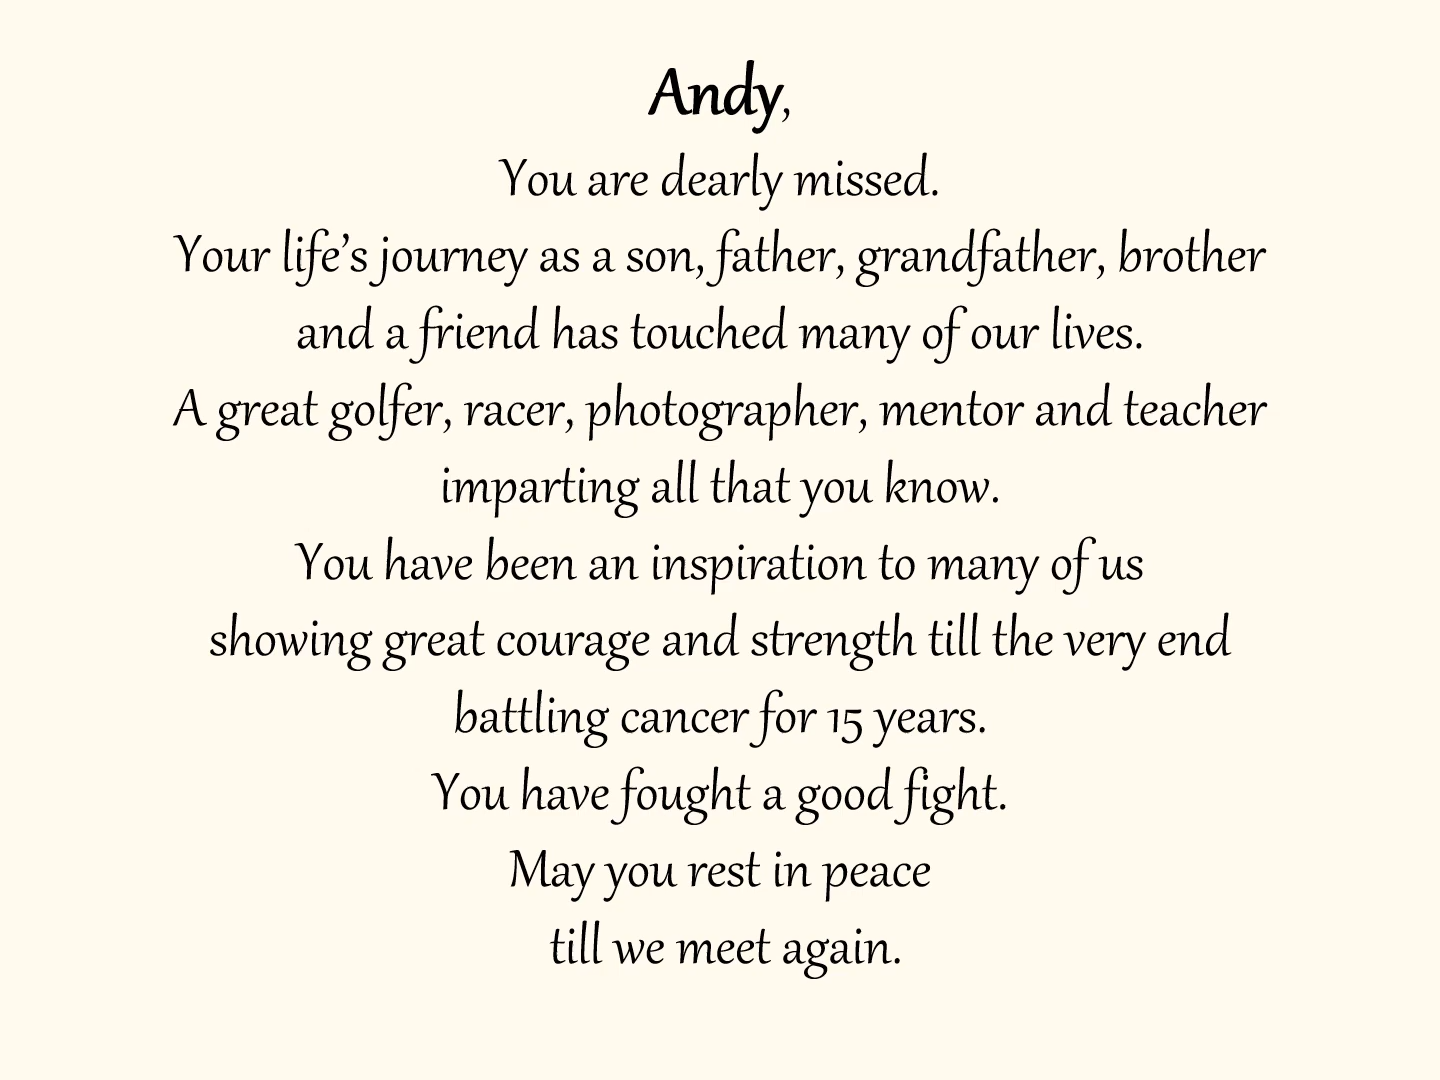 Andy,
You are dearly missed.
Your life’s journey as a son, father, grandfather, brother
and a friend has touched many of our lives.
A great golfer, racer, photographer, mentor and teacher
imparting all that you know.
You have been an inspiration to many of us
showing great courage and strength till the very end
battling cancer for 15 years.
You have fought a good fight.
May you rest in peace
till we meet again.